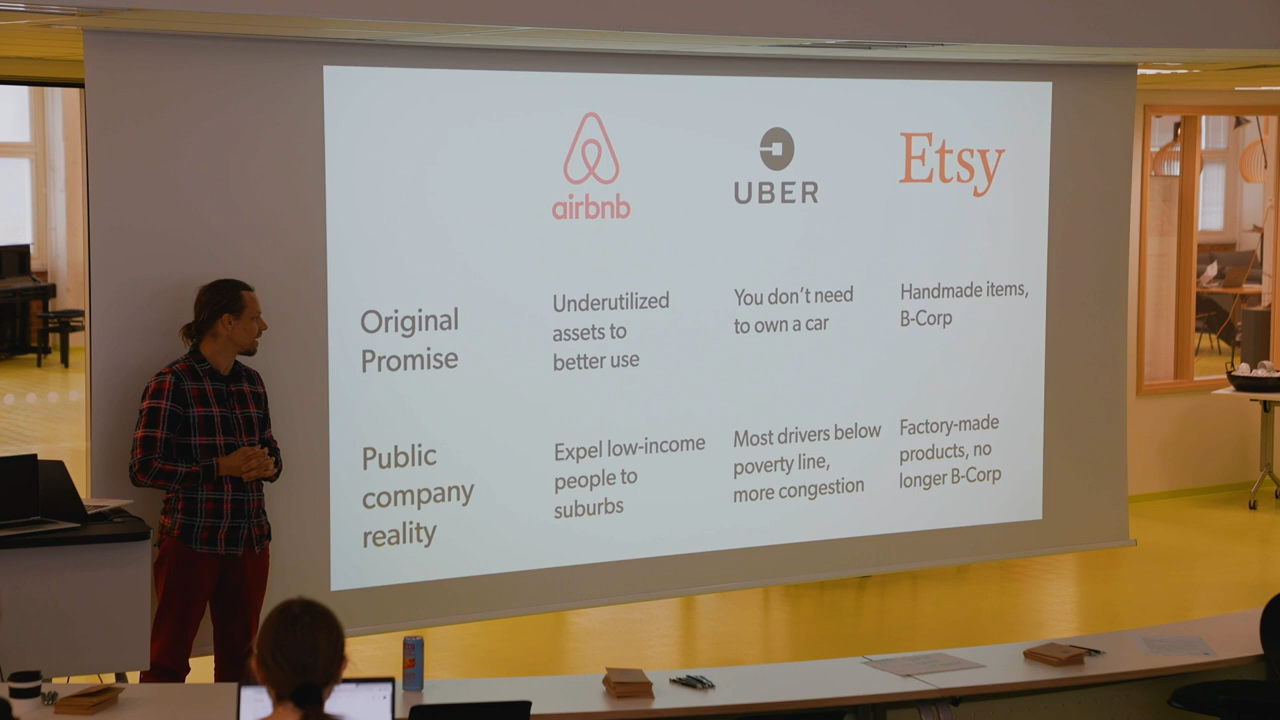 airbnb
UBER
Etsy
Original
Promise
Underutilized
assets to
better use
You don’t need
to own a car
Handmade items,
B-Corp
Public
company
reality
Expel low-income
people to
suburbs
Most drivers below
poverty line,
more congestion
Factory-made
products, no
longer B-Corp